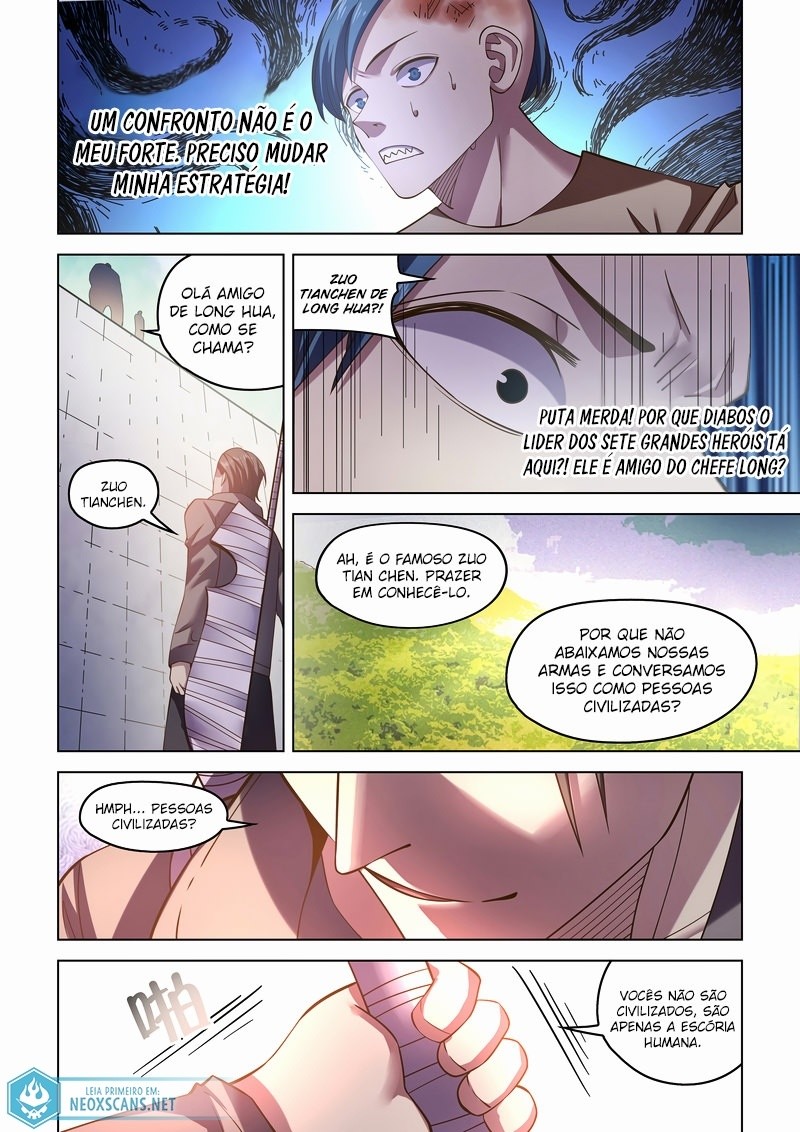 UM CONFRONTO NÃO É O
MEU FORTE. PRECISO MUDAR
MINHA ESTRATÉGIA!
OLÁ AMIGO
DE LONG HUA,
COMO SE
CHAMA?
ZUO
TIANCHEN.
ZUO
TIANCHEN DE
LONG HUA?!
PUTA MERDA! POR QUE DIABOS O
LIDER DOS SETE GRANDES HERÓIS TÁ
AQUI?! ELE É AMIGO DO CHEFE LONG?
AH, É O FAMOSO ZUO
TIAN CHEN. PRAZER
EM CONHECÊ-LO.
POR QUE NÃO
ABAIXAMOS NOSSAS
ARMAS E CONVERSAMOS
ISSO COMO PESSOAS
CIVILIZADAS?
HMPH... PESSOAS
CIVILIZADAS?
啪
VOCÊS NÃO SÃO
CIVILIZADOS, SÃO
APENAS A ESCÓRIA
HUMANA.
LEIA PRIMEIRO EM:
NEOXSCANS.NET